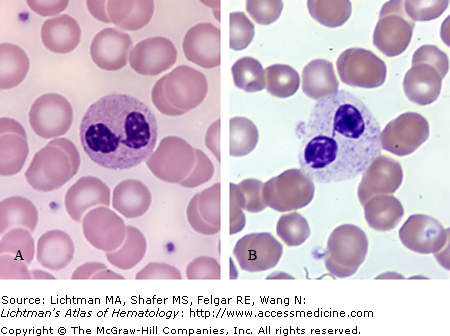 A
B
Source: Lichtman MA, Shafer MS, Felgar RE, Wang N:
Lichtman's Atlas of Hematology: http://www.accessmedicine.com
Copyright © The McGraw-Hill Companies, Inc. All rights reserved.